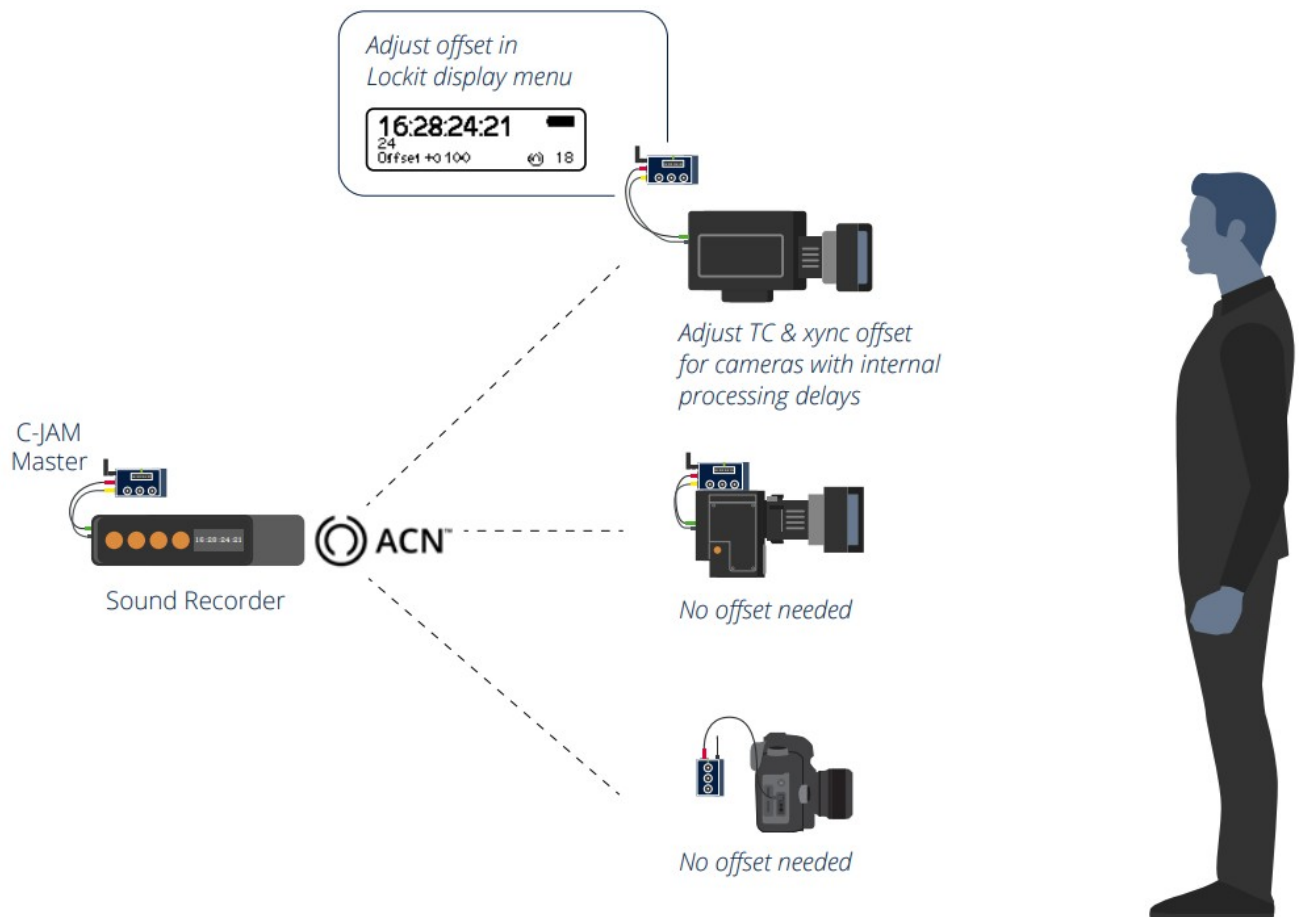 Adjust offset in
Lockit display menu
16:28:24:21
24
Offset +0 100 18
Adjust TC & xync offset
for cameras with internal
processing delays
C-JAM
Master
16:28:24:21
ACN™
Sound Recorder
No offset needed
No offset needed